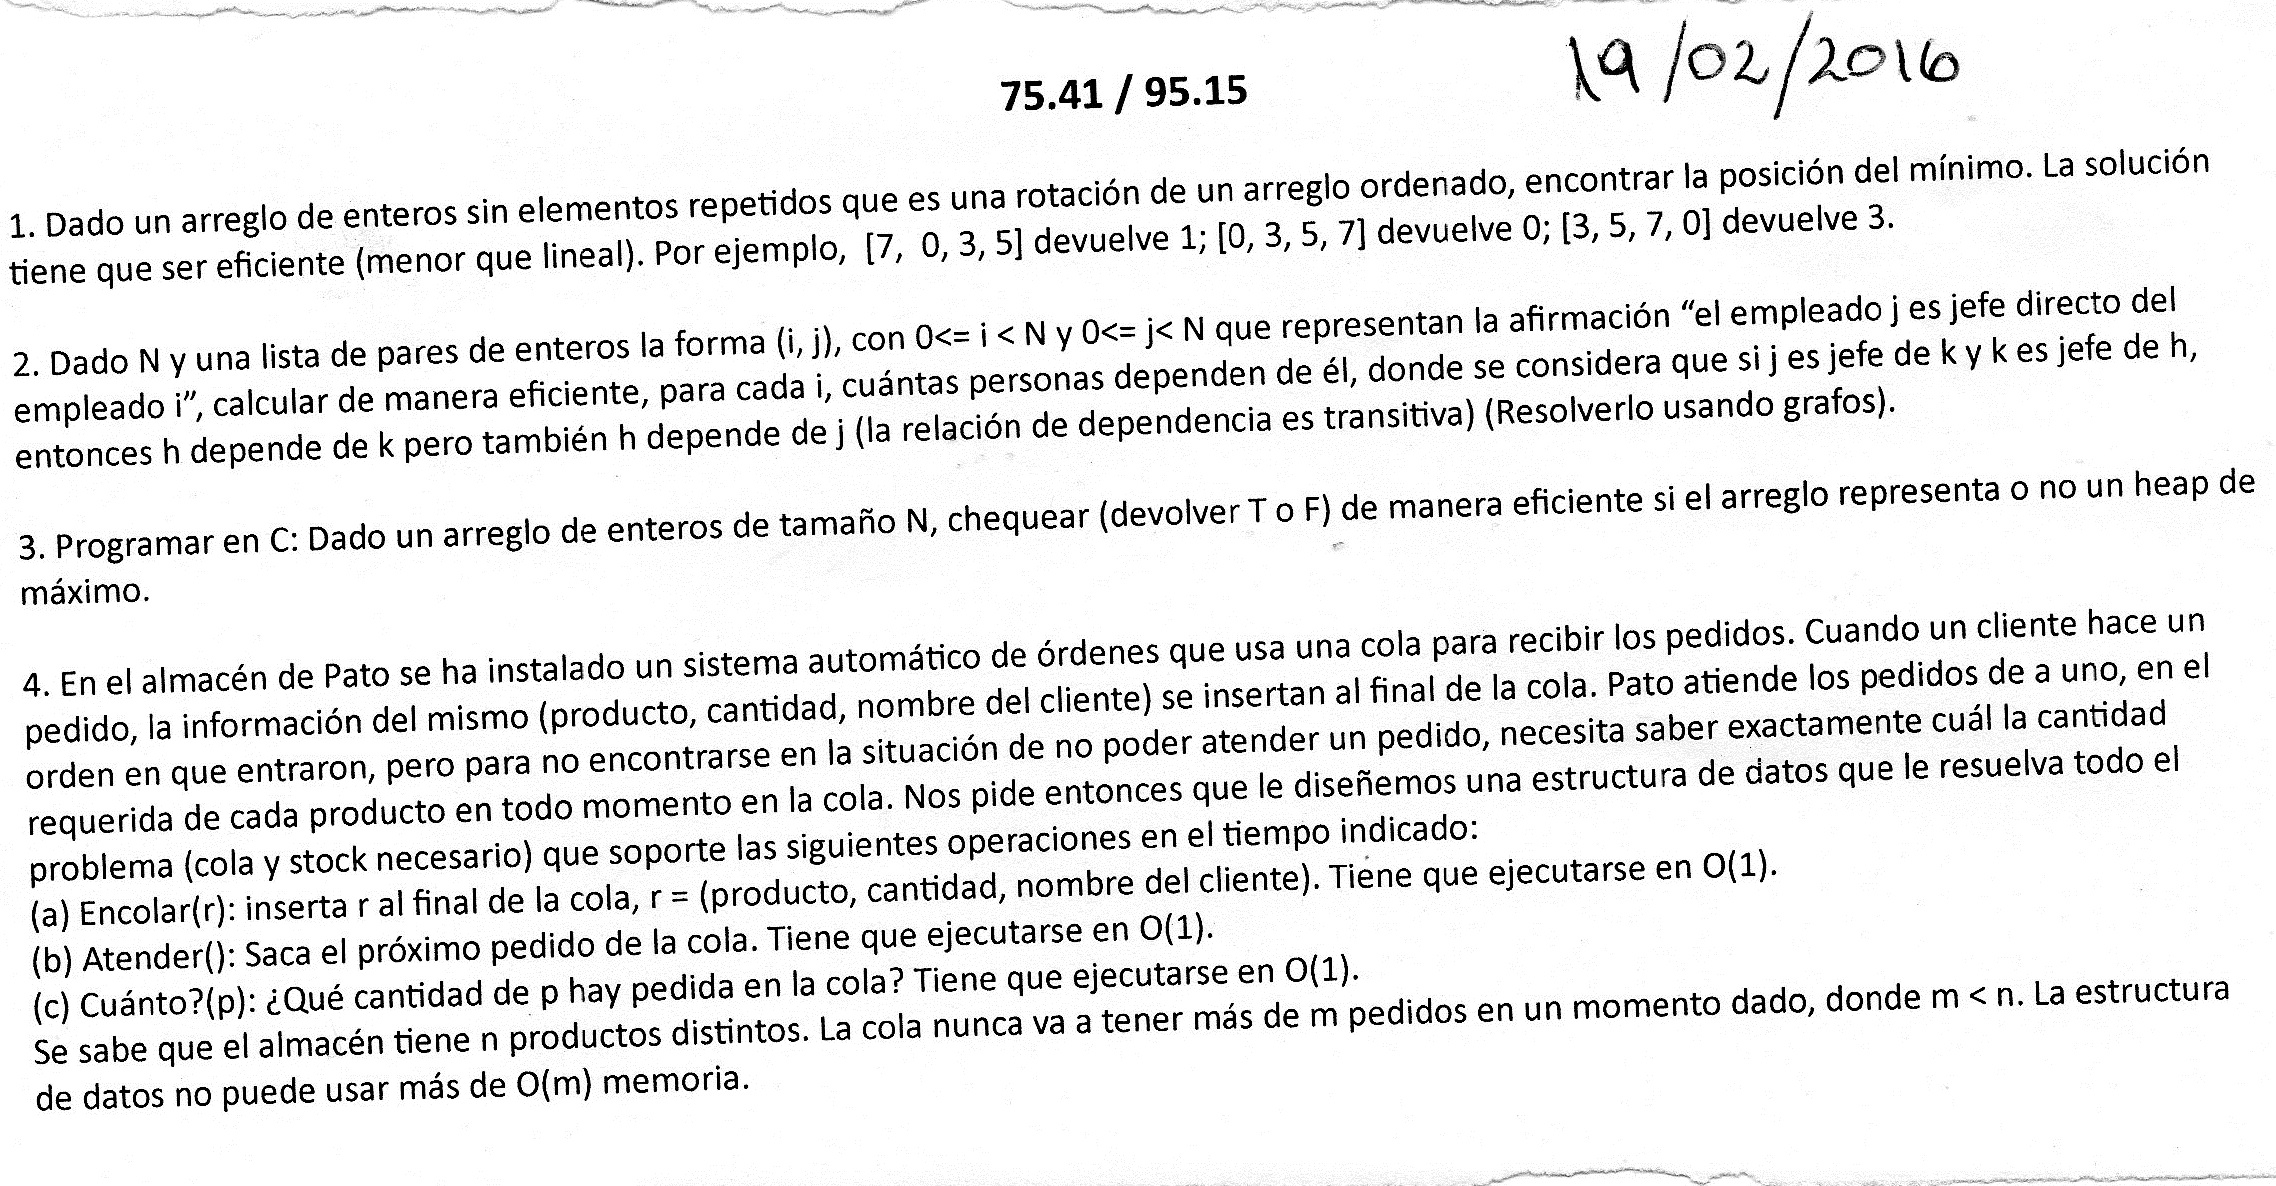 19/02/2016
75.41 / 95.15
1. Dado un arreglo de enteros sin elementos repetidos que es una rotación de un arreglo ordenado, encontrar la posición del mínimo. La solución
tiene que ser eficiente (menor que lineal). Por ejemplo, [7, 0, 3, 5] devuelve 1; [0, 3, 5, 7] devuelve 0; [3, 5, 7, 0] devuelve 3.
2. Dado N y una lista de pares de enteros la forma (i, j), con 0<= i < N y 0<= j< N que representan la afirmación “el empleado j es jefe directo del
empleado i”, calcular de manera eficiente, para cada i, cuántas personas dependen de él, donde se considera que si j es jefe de k y k es jefe de h,
entonces h depende de k pero también h depende de j (la relación de dependencia es transitiva) (Resolverlo usando grafos).
3. Programar en C: Dado un arreglo de enteros de tamaño N, chequear (devolver T o F) de manera eficiente si el arreglo representa o no un heap de
máximo.
4. En el almacén de Pato se ha instalado un sistema automático de órdenes que usa una cola para recibir los pedidos. Cuando un cliente hace un
pedido, la información del mismo (producto, cantidad, nombre del cliente) se insertan al final de la cola. Pato atiende los pedidos de a uno, en el
orden en que entraron, pero para no encontrarse en la situación de no poder atender un pedido, necesita saber exactamente cuál la cantidad
requerida de cada producto en todo momento en la cola. Nos pide entonces que le diseñemos una estructura de datos que le resuelva todo el
problema (cola y stock necesario) que soporte las siguientes operaciones en el tiempo indicado:
(a) Encolar(r): inserta r al final de la cola, r = (producto, cantidad, nombre del cliente). Tiene que ejecutarse en O(1).
(b) Atender(): Saca el próximo pedido de la cola. Tiene que ejecutarse en O(1).
(c) Cuánto?(p): ¿Qué cantidad de p hay pedida en la cola? Tiene que ejecutarse en O(1).
Se sabe que el almacén tiene n productos distintos. La cola nunca va a tener más de m pedidos en un momento dado, donde m < n. La estructura
de datos no puede usar más de O(m) memoria.